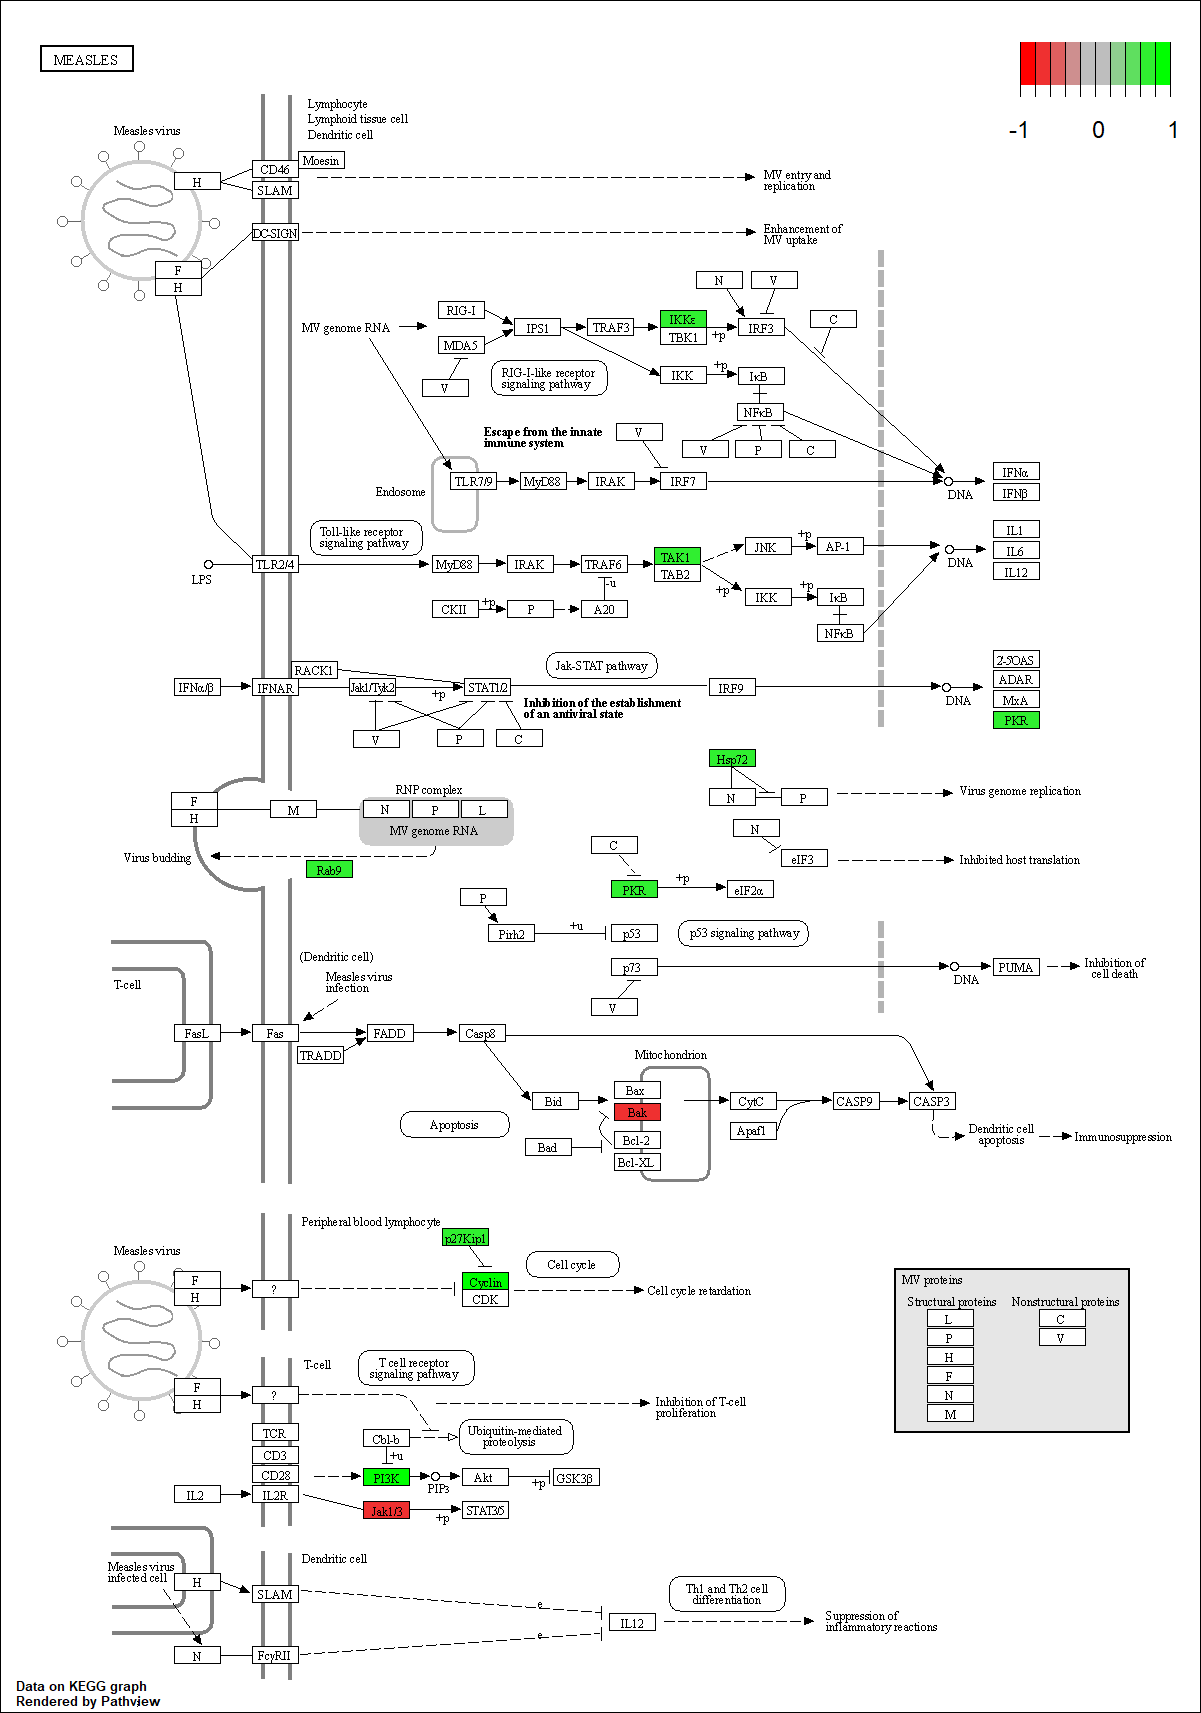 MEASLES
-1 0 1
Lymphocyte
Lymphoid tissue cell
Dendritic cell
Measles virus
H
CD46
Moesin
SLAM
MV entry and
replication
DC-SIGN
Enhancement of
MV uptake
F
H
N
V
RIG-I
MV genome RNA
IPS1
TRAF3
IKKε
TBK1
+p
IRF3
C
MDA5
V
RIG-I-like receptor
signaling pathway
IKK
+p
IκB
NFκB
V
P
C
Escape from the innate
immune system
V
Endosome
TLR7/9
MyD88
IRAK
IRF7
DNA
IFNα
IFNβ
Toll-like receptor
signaling pathway
LPS
TLR2/4
MyD88
IRAK
TRAF6
TAK1
TAB2
JNK
+p
AP-1
DNA
IL1
IL6
IL12
-u
CKII
+p
P
A20
+p
IKK
+p
IκB
NFκB
Jak-STAT pathway
RACK1
IFNα/β
IFNAR
Jak1/Tyk2
+p
STAT1/2
IRF9
DNA
2'-5'OAS
ADAR
MxA
PKR
Inhibition of the establishment
of an antiviral state
V
P
C
Hsp72
N
P
Virus genome replication
RNP complex
F
H
M
N
P
L
MV genome RNA
N
eIF3
Inhibited host translation
Virus budding
Rab9
C
PKR
+p
eIF2α
P
Pirh2
+u
p53
p53 signaling pathway
(Dendritic cell)
Measles virus
infection
T-cell
p73
V
DNA
PUMA
Inhibition of
cell death
FasL
Fas
FADD
TRADD
Casp8
Mitochondrion
Bid
Bax
Bak
CytC
CASP9
CASP3
Apoptosis
Bad
Bcl-2
Bcl-XL
Apaf1
Dendritic cell
apoptosis
Immunosuppression
Peripheral blood lymphocyte
p27Kip1
Measles virus
F
H
?
Cyclin
CDK
Cell cycle
Cell cycle retardation
MV proteins
Structural proteins
Nonstructural proteins
L
C
P
V
H
F
N
M
T-cell
T cell receptor
signaling pathway
F
H
?
Inhibition of T-cell
proliferation
TCR
Cbl-b
Ubiquitin-mediated
proteolysis
CD3
+u
CD28
PI3K
PIP3
Akt
+p
GSK3β
IL2
IL2R
Jak1/3
+p
STAT3/5
Dendritic cell
Measles virus
infected cell
H
SLAM
e
Th1 and Th2 cell
differentiation
IL12
Suppression of
inflammatory reactions
N
FcγRII
e
Data on KEGG graph
Rendered by Pathview